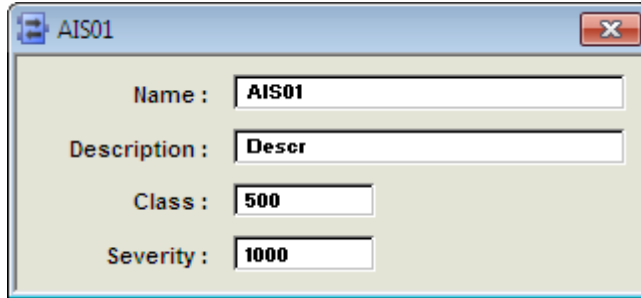 AIS01
Name : AIS01
Description : Descr
Class : 500
Severity : 1000